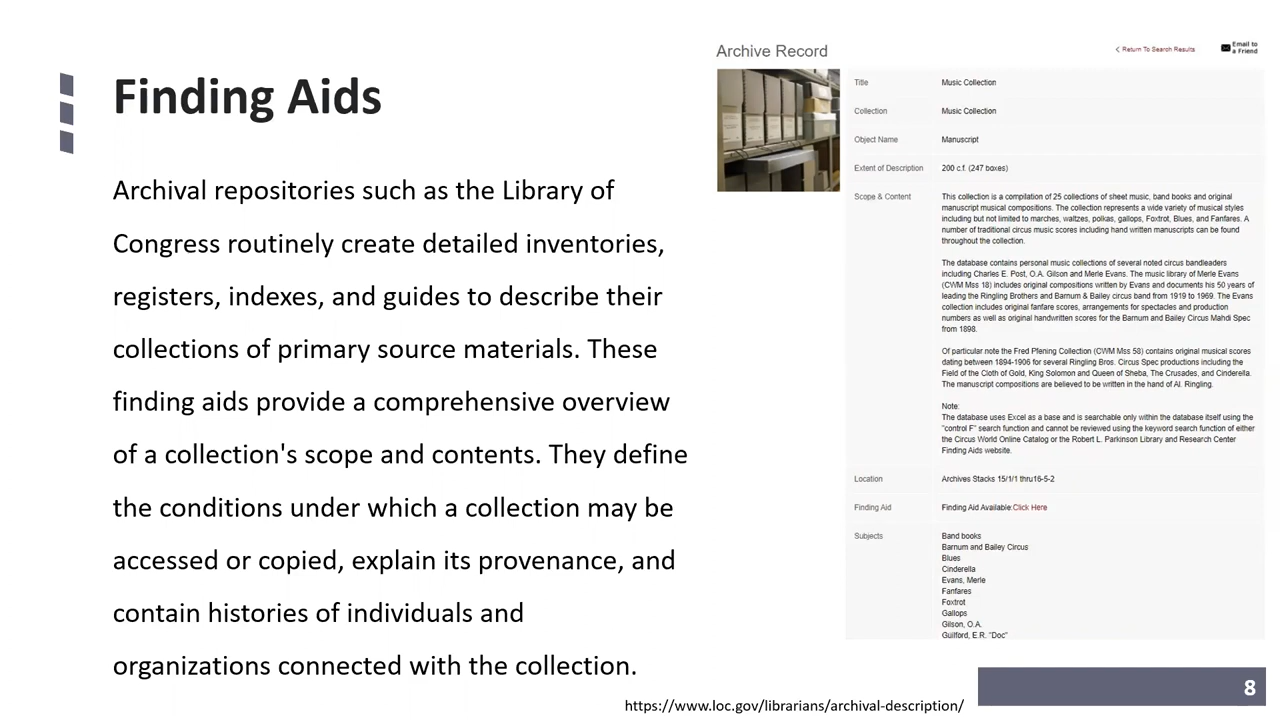 Finding Aids
Archival repositories such as the Library of
Congress routinely create detailed inventories,
registers, indexes, and guides to describe their
collections of primary source materials. These
finding aids provide a comprehensive overview
of a collection's scope and contents. They define
the conditions under which a collection may be
accessed or copied, explain its provenance, and
contain histories of individuals and
organizations connected with the collection.
Archive Record
Return To Search Results
Email to
a Friend
Title Music Collection
Collection Music Collection
Object Name Manuscript
Extent of Description 200 c.f. (247 boxes)
Scope & Content This collection is a compilation of 25 collections of sheet music, band books and original
manuscript musical compositions. The collection represents a wide variety of musical styles
including but not limited to marches, waltzes, polkas, gallops, Foxtrot, Blues, and Fanfares. A
number of traditional circus music scores including hand written manuscripts can be found
throughout the collection.
The database contains personal music collections of several noted circus bandleaders
including Charles E. Post, O.A. Gilson and Merle Evans. The music library of Merle Evans
(CWM Mss 18) includes original compositions written by Evans and documents his 50 years of
leading the Ringling Brothers and Barnum & Bailey circus band from 1919 to 1969. The Evans
collection includes original fanfare scores, arrangements for spectacles and production
numbers as well as original handwritten scores for the Barnum and Bailey Circus Mahdi Spec
from 1898.
Of particular note the Fred Pfening Collection (CWM Mss 58) contains original musical scores
dating between 1894-1906 for several Ringling Bros. Circus Spec productions including the
Field of the Cloth of Gold, King Solomon and Queen of Sheba, The Crusades, and Cinderella.
The manuscript compositions are believed to be written in the hand of Al. Ringling.
Note:
The database uses Excel as a base and is searchable only within the database itself using the
"control F" search function and cannot be reviewed using the keyword search function of either
the Circus World Online Catalog or the Robert L. Parkinson Library and Research Center
Finding Aids website.
Location Archives Stacks 15/1/1 thru16-5-2
Finding Aid Finding Aid Available:Click Here
Subjects Band books
Barnum and Bailey Circus
Blues
Cinderella
Evans, Merle
Fanfares
Foxtrot
Gallops
Gilson, O.A.
Guilford, E.R. "Doc"
8
https://www.loc.gov/librarians/archival-description/